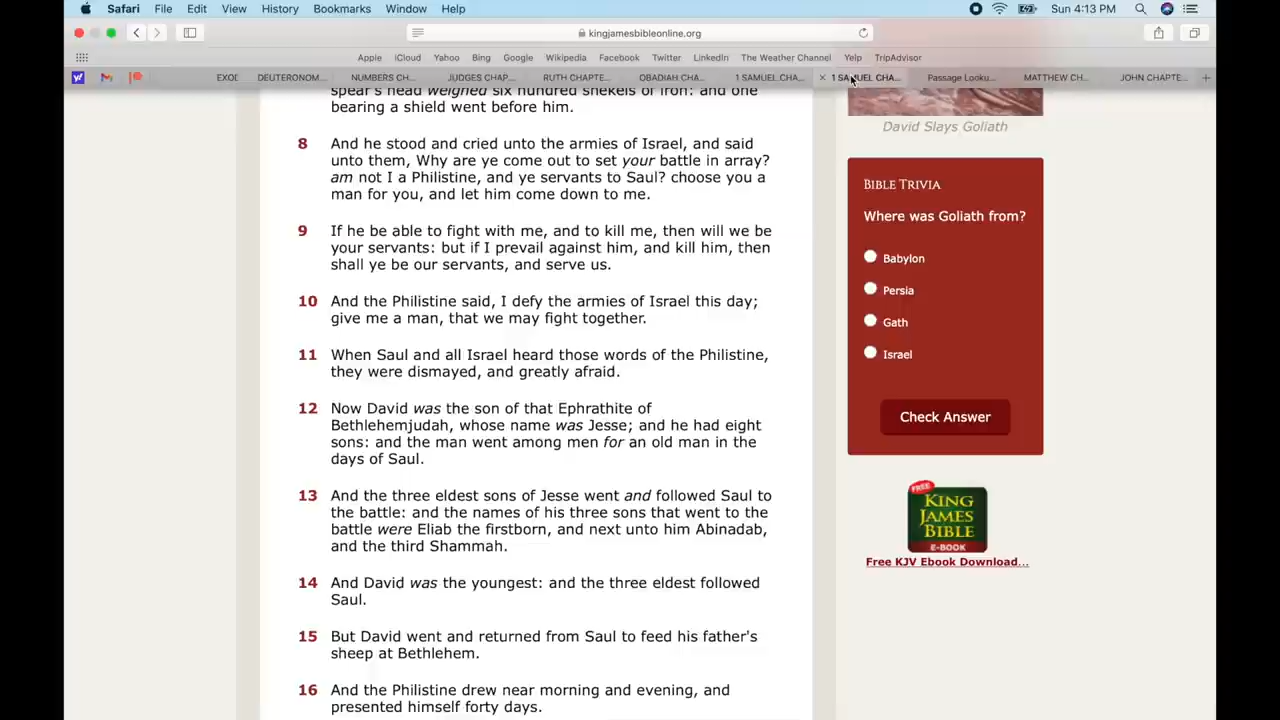 Safari File Edit View History Bookmarks Window Help Sun 4:13 PM
kingjamesbibleonline.org
Apple iCloud Yahoo Bing Google Wikipedia Facebook Twitter LinkedIn The Weather Channel Yelp TripAdvisor
EXOD DEUTERONOM... NUMBERS CH... JUDGES CHAP... RUTH CHAPTE... OBADIAH CHA... 1 SAMUEL CHA... 1 SAMUEL CHA... Passage Looku... MATTHEW CH... JOHN CHAPTE...
spear's head weighed six hundred shekels of iron: and one
bearing a shield went before him.
8 And he stood and cried unto the armies of Israel, and said
unto them, Why are ye come out to set your battle in array?
am not I a Philistine, and ye servants to Saul? choose you a
man for you, and let him come down to me.
9 If he be able to fight with me, and to kill me, then will we be
your servants: but if I prevail against him, and kill him, then
shall ye be our servants, and serve us.
10 And the Philistine said, I defy the armies of Israel this day;
give me a man, that we may fight together.
11 When Saul and all Israel heard those words of the Philistine,
they were dismayed, and greatly afraid.
12 Now David was the son of that Ephrathite of
Bethlehemjudah, whose name was Jesse; and he had eight
sons: and the man went among men for an old man in the
days of Saul.
13 And the three eldest sons of Jesse went and followed Saul to
the battle: and the names of his three sons that went to the
battle were Eliab the firstborn, and next unto him Abinadab,
and the third Shammah.
14 And David was the youngest: and the three eldest followed
Saul.
15 But David went and returned from Saul to feed his father's
sheep at Bethlehem.
16 And the Philistine drew near morning and evening, and
presented himself forty days.
David Slays Goliath
BIBLE TRIVIA
Where was Goliath from?
Babylon
Persia
Gath
Israel
Check Answer
FREE
KING
JAMES
BIBLE
E-BOOK
Free KJV Ebook Download...